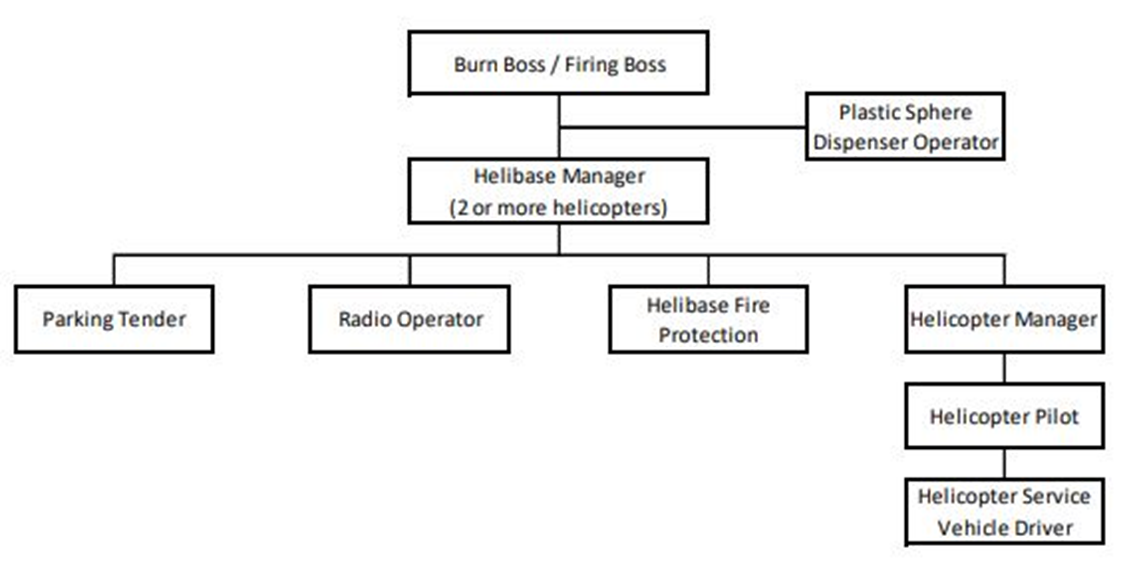 Burn Boss / Firing Boss
Plastic Sphere
Dispenser Operator
Helibase Manager
(2 or more helicopters)
Parking Tender
Radio Operator
Helibase Fire
Protection
Helicopter Manager
Helicopter Pilot
Helicopter Service
Vehicle Driver